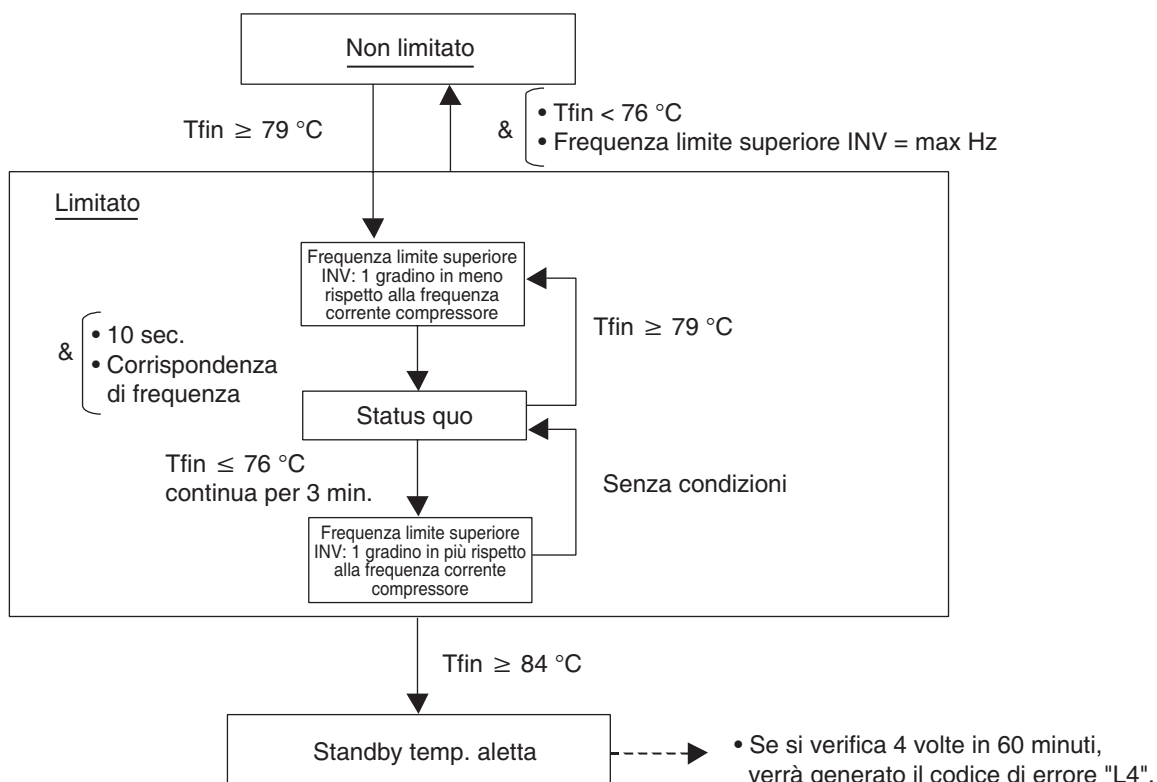 Non limitato
Tfin ≥ 79 °C
&
• Tfin < 76 °C
• Frequenza limite superiore INV = max Hz
Limitato
Frequenza limite superiore
INV: 1 gradino in meno
rispetto alla frequenza
corrente compressore
&
• 10 sec.
• Corrispondenza
di frequenza
Tfin ≥ 79 °C
Status quo
Tfin ≤ 76 °C
continua per 3 min.
Senza condizioni
Frequenza limite superiore
INV: 1 gradino in più rispetto
alla frequenza corrente
compressore
Tfin ≥ 84 °C
Standby temp. aletta
• Se si verifica 4 volte in 60 minuti,
verrà generato il codice di errore "L4".